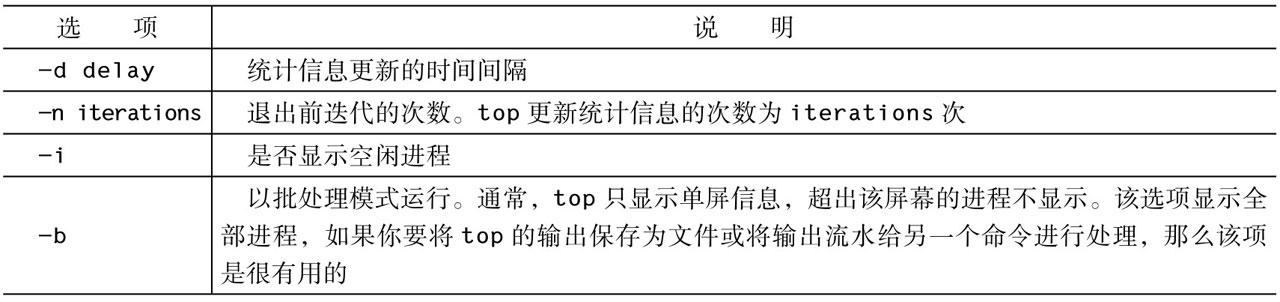 选 项 说 明
-d delay 统计信息更新的时间间隔
-n iterations 退出前迭代的次数。top 更新统计信息的次数为 iterations 次
-i 是否显示空闲进程
以批处理模式运行。通常，top 只显示单屏信息，超出该屏幕的进程不显示。该选项显示全
-b 部进程，如果你要将 top 的输出保存为文件或将输出流水给另一个命令进行处理，那么该项
是很有用的